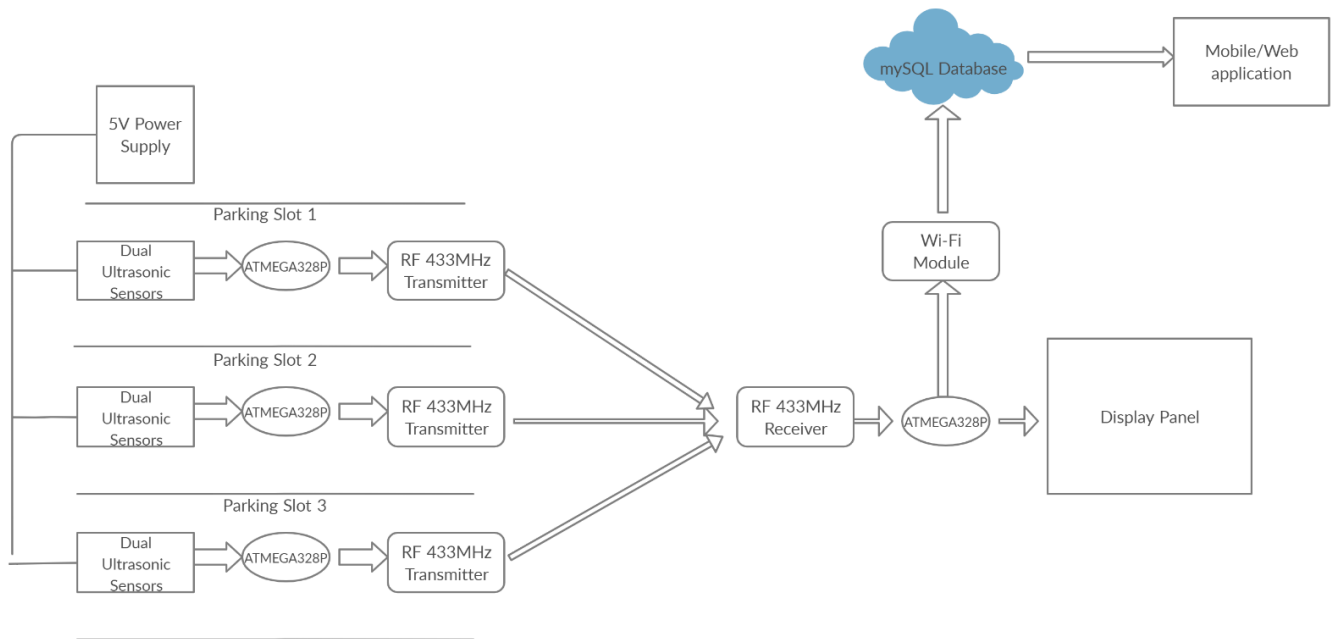 mySQL Database
Mobile/Web
application
5V Power
Supply
Parking Slot 1
Dual
Ultrasonic
Sensors
ATMEGA328P
RF 433MHz
Transmitter
Wi-Fi
Module
Parking Slot 2
Dual
Ultrasonic
Sensors
ATMEGA328P
RF 433MHz
Transmitter
RF 433MHz
Receiver
ATMEGA328P
Display Panel
Parking Slot 3
Dual
Ultrasonic
Sensors
ATMEGA328P
RF 433MHz
Transmitter